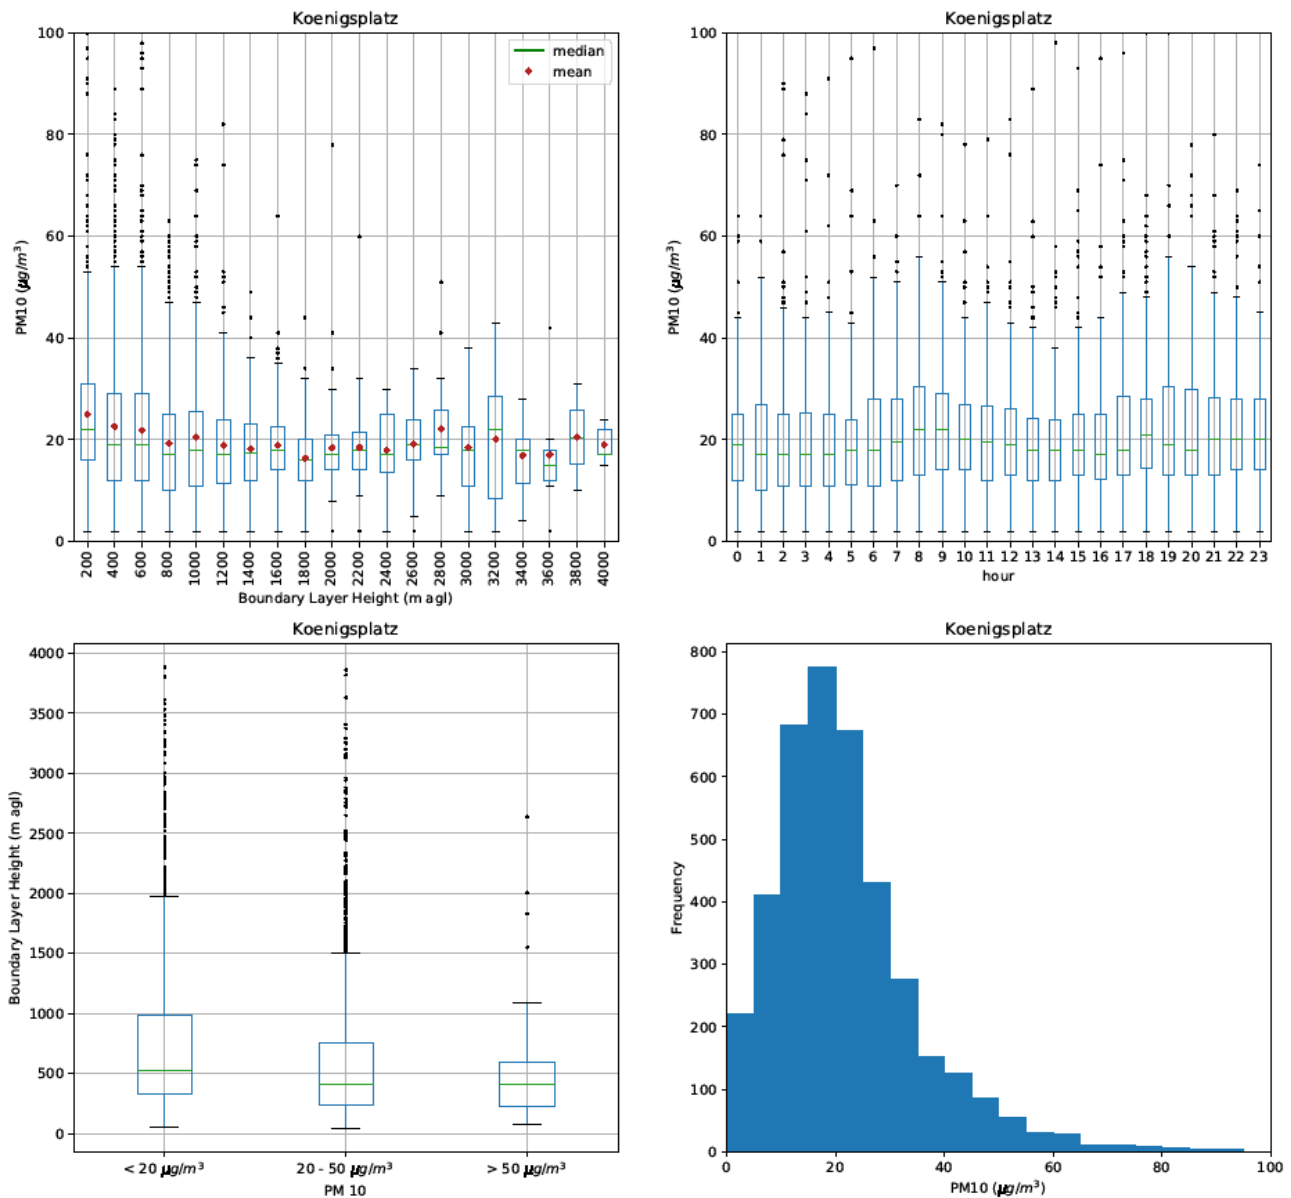 Koenigsplatz
100
80
60
40
20
0
PM10 (μg/m³)
median
mean
200 400 600 800 1000 1200 1400 1600 1800 2000 2200 2400 2600 2800 3000 3200 3400 3600 3800 4000
Boundary Layer Height (m agl)
Koenigsplatz
100
80
60
40
20
0
PM10 (μg/m³)
0 1 2 3 4 5 6 7 8 9 10 11 12 13 14 15 16 17 18 19 20 21 22 23
hour
Koenigsplatz
4000
3500
3000
2500
2000
1500
1000
500
0
Boundary Layer Height (m agl)
< 20 μg/m³ 20 - 50 μg/m³ > 50 μg/m³
PM 10
Koenigsplatz
800
700
600
500
400
300
200
100
0
Frequency
0 20 40 60 80 100
PM10 (μg/m³)